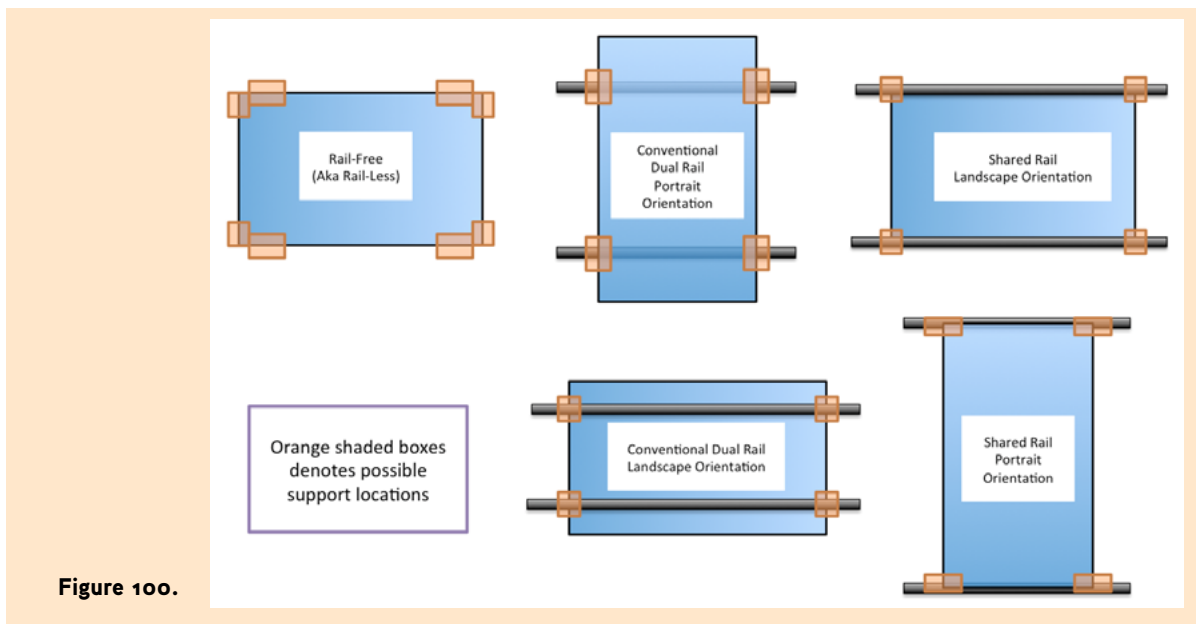 Rail-Free
(Aka Rail-Less)
Conventional
Dual Rail
Portrait
Orientation
Shared Rail
Landscape Orientation
Orange shaded boxes
denotes possible
support locations
Conventional Dual Rail
Landscape Orientation
Shared Rail
Portrait
Orientation
Figure 100.